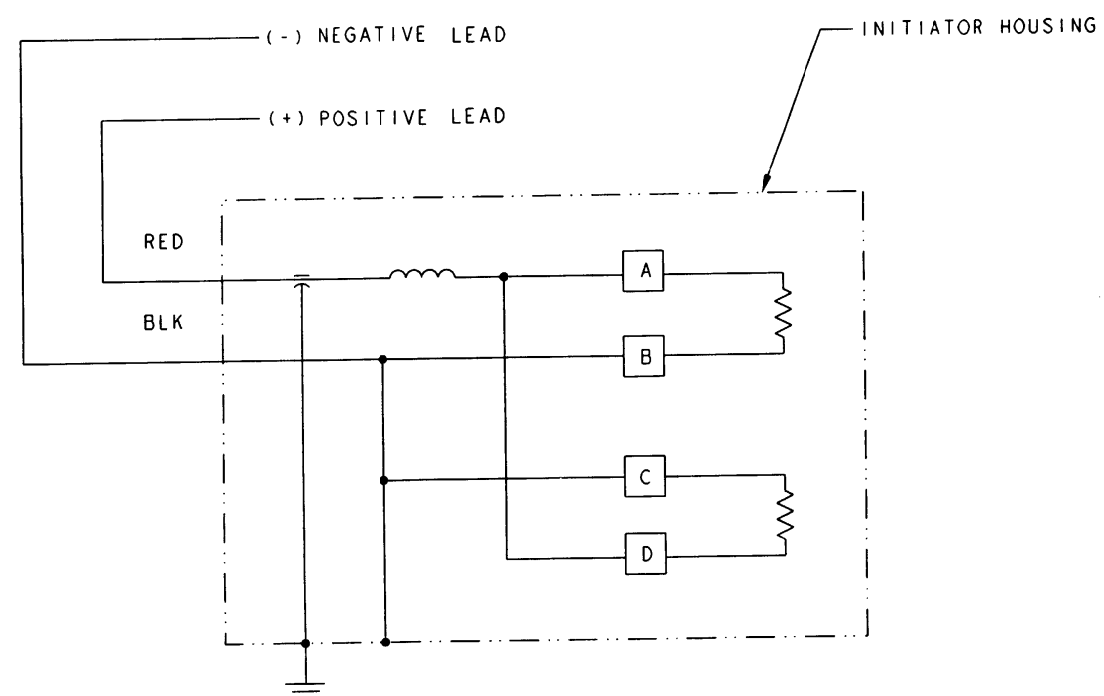 (-) NEGATIVE LEAD
INITIATOR HOUSING
(+) POSITIVE LEAD
RED
A
BLK
B
C
D